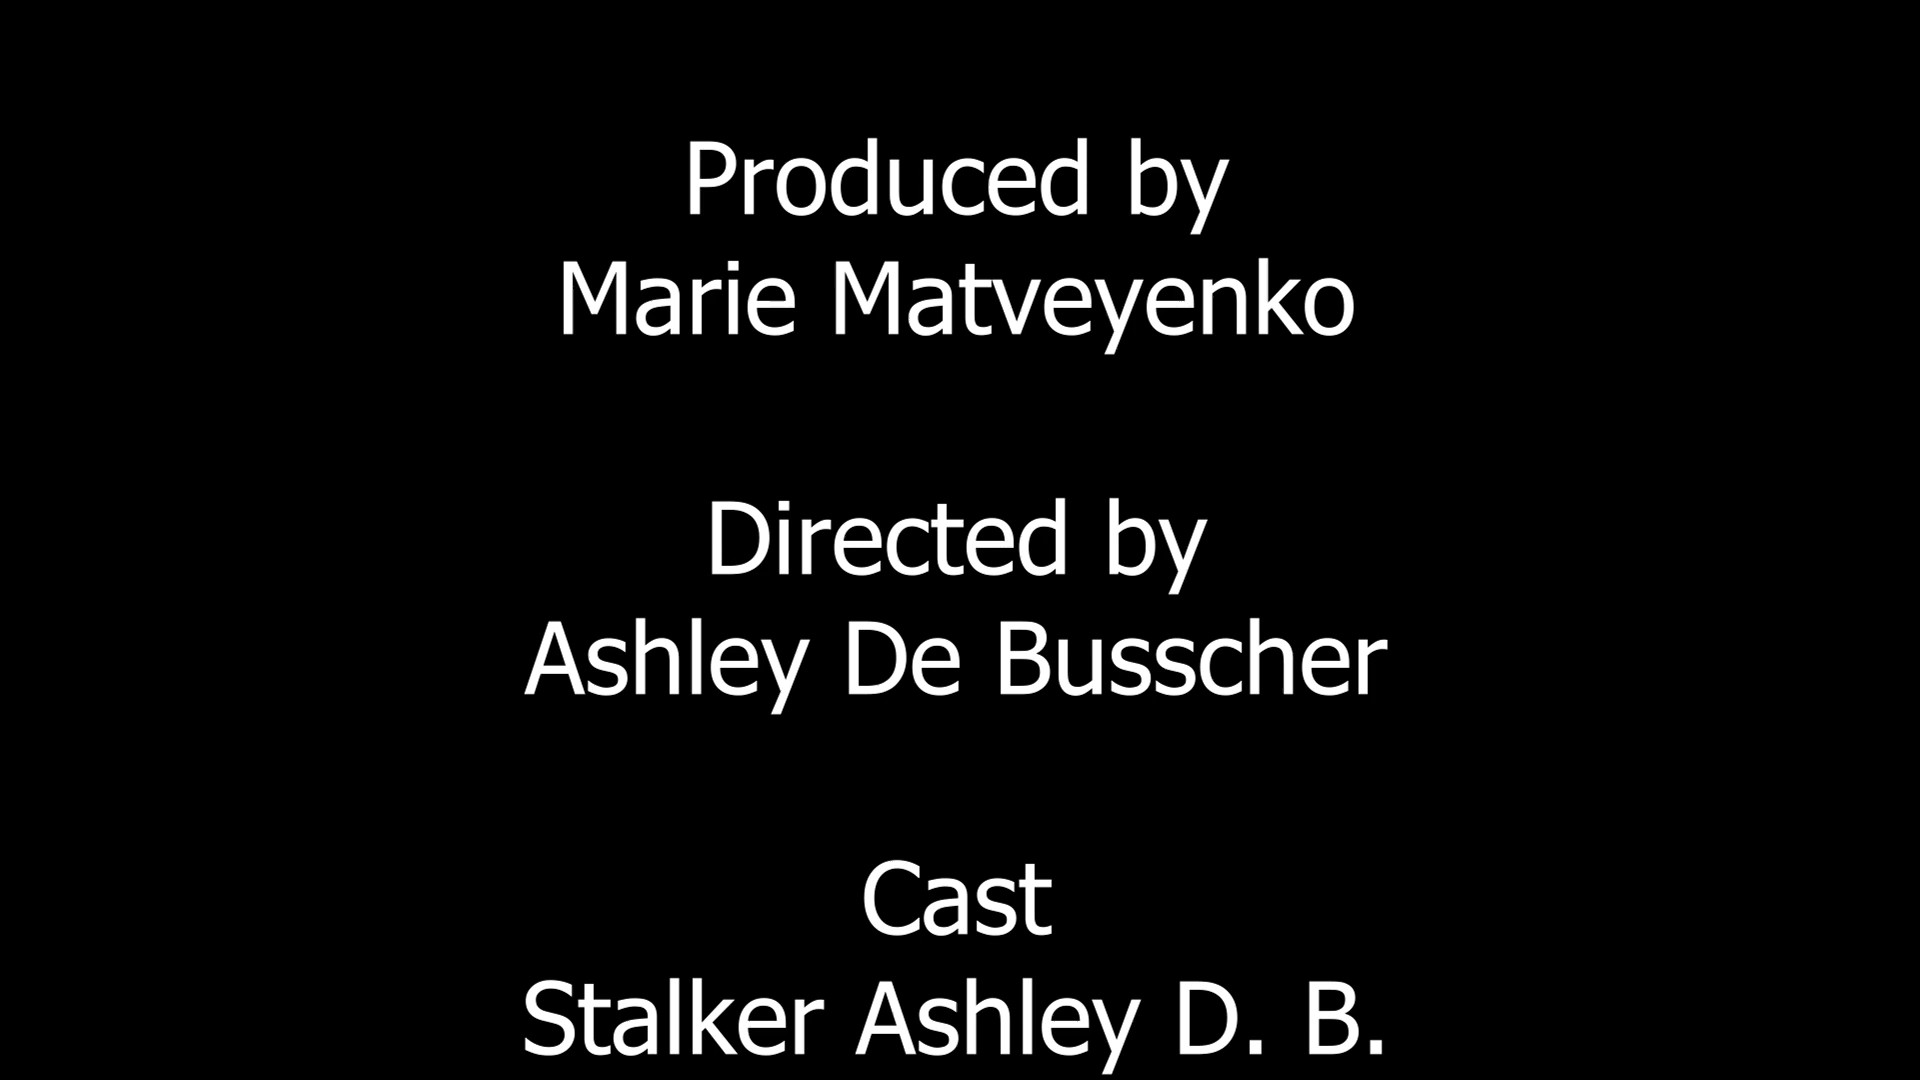 Produced by
Marie Matveyenko
Directed by
Ashley De Busscher
Cast
Stalker Ashley D. B.